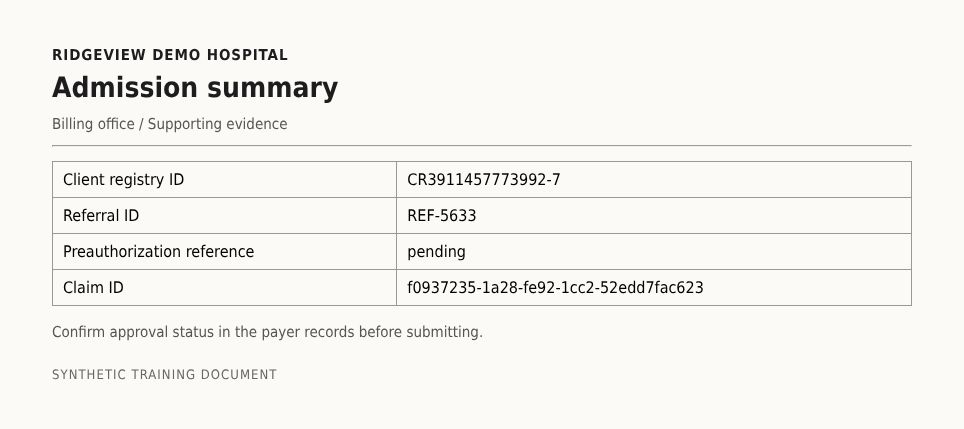 RIDGEVIEW DEMO HOSPITAL
Admission summary
Billing office / Supporting evidence
Client registry ID CR3911457773992-7
Referral ID REF-5633
Preauthorization reference pending
Claim ID f0937235-1a28-fe92-1cc2-52edd7fac623
Confirm approval status in the payer records before submitting.
SYNTHETIC TRAINING DOCUMENT